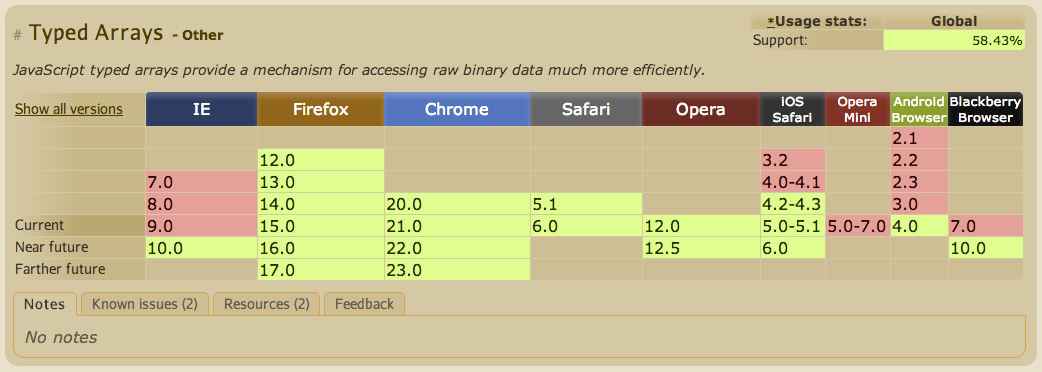 # Typed Arrays - Other
*Usage stats: Global
Support: 58.43%
JavaScript typed arrays provide a mechanism for accessing raw binary data much more efficiently.
Show all versions IE Firefox Chrome Safari Opera iOS Safari Opera Mini Android Browser Blackberry Browser
2.1
12.0 3.2 2.2
7.0 13.0 4.0-4.1 2.3
8.0 14.0 20.0 5.1 4.2-4.3 3.0
Current 9.0 15.0 21.0 6.0 12.0 5.0-5.1 5.0-7.0 4.0 7.0
Near future 10.0 16.0 22.0 12.5 6.0 10.0
Farther future 17.0 23.0
Notes Known issues (2) Resources (2) Feedback
No notes